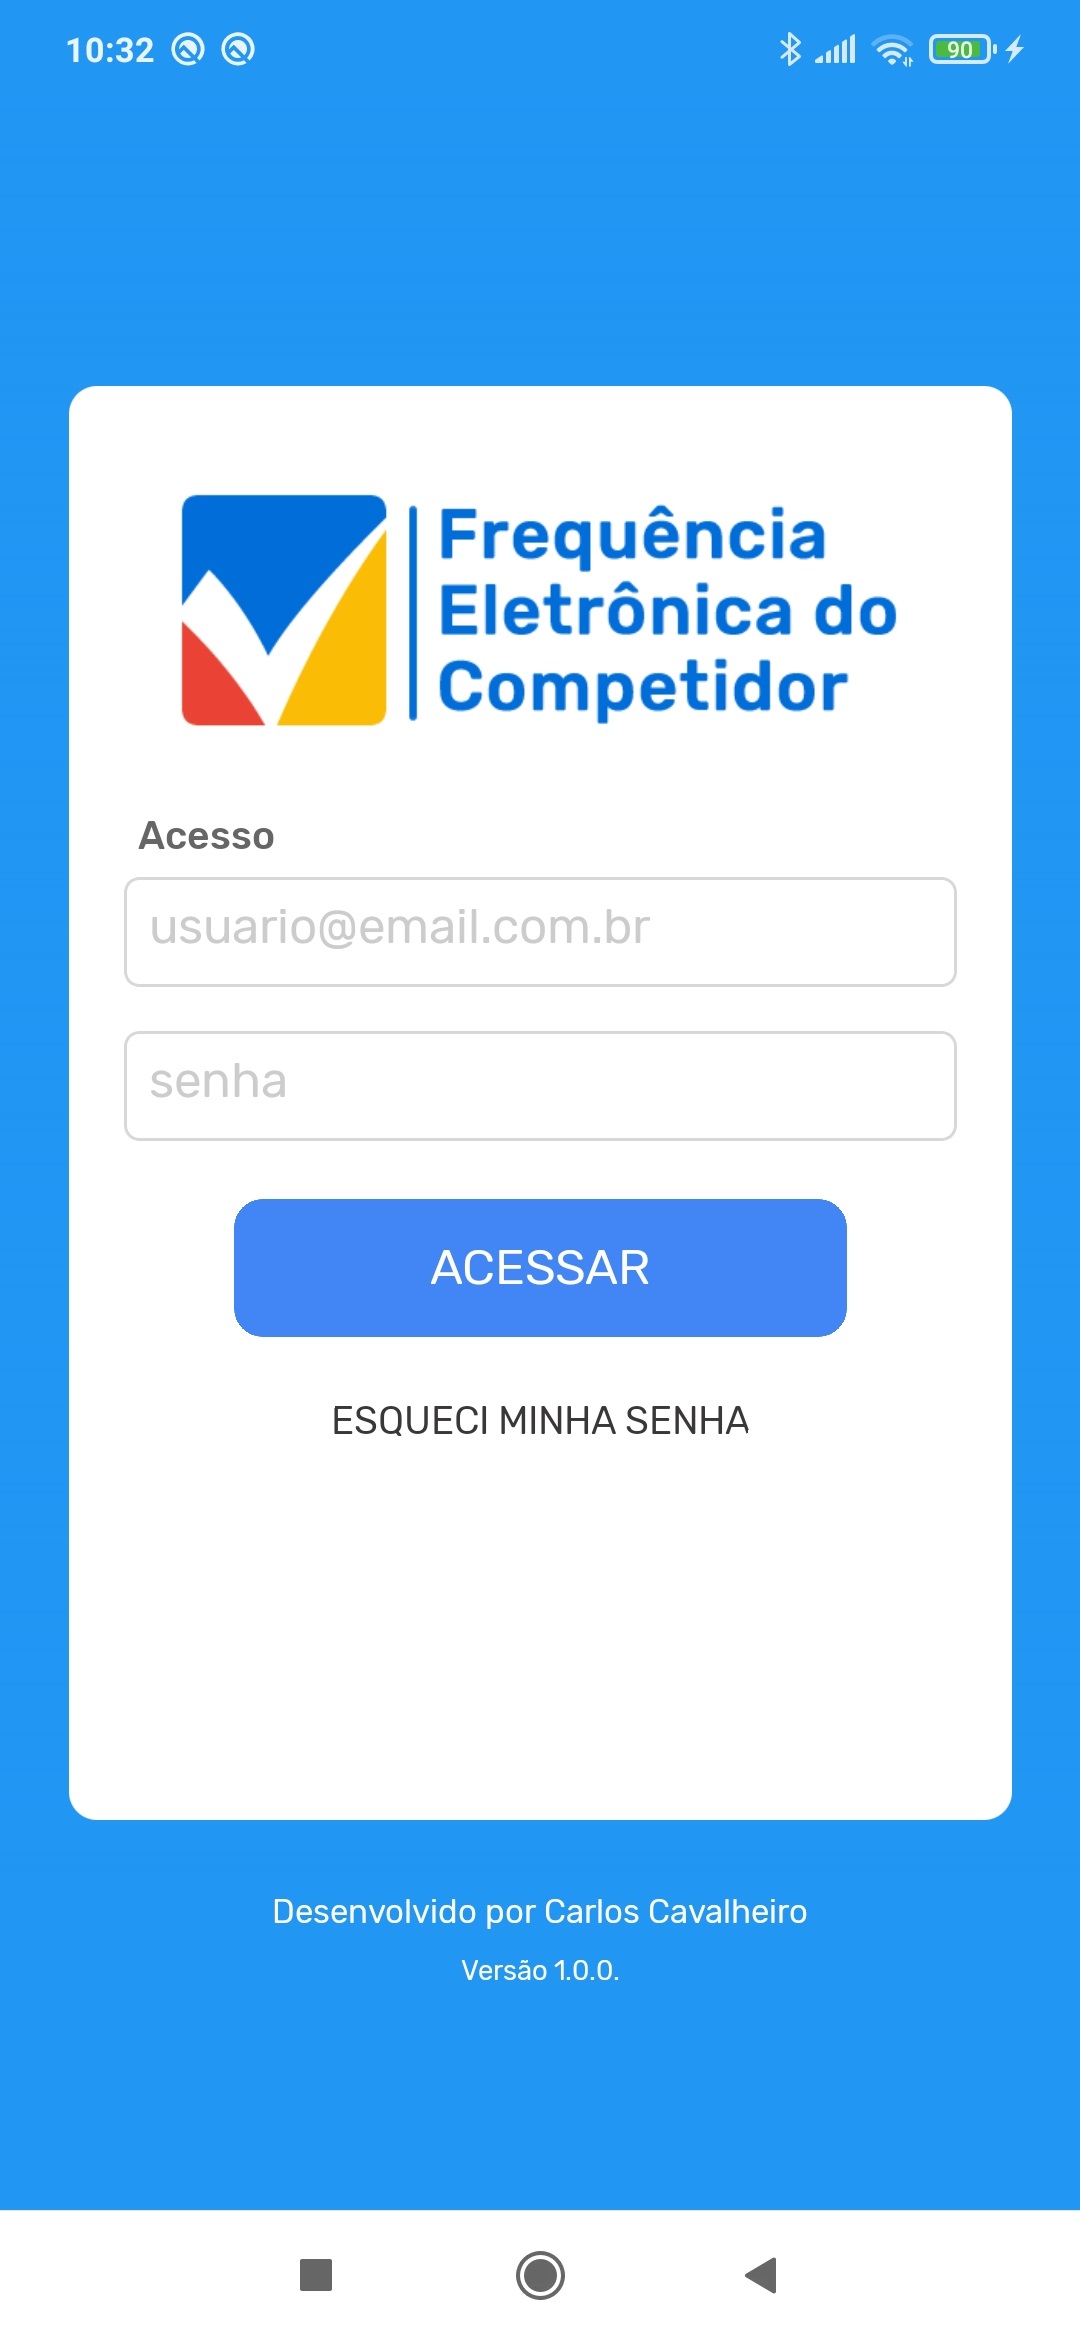 10:32
90
Frequência
Eletrônica do
Competidor
Acesso
usuario@email.com.br
senha
ACESSAR
ESQUECI MINHA SENHA
Desenvolvido por Carlos Cavalheiro
Versão 1.0.0.